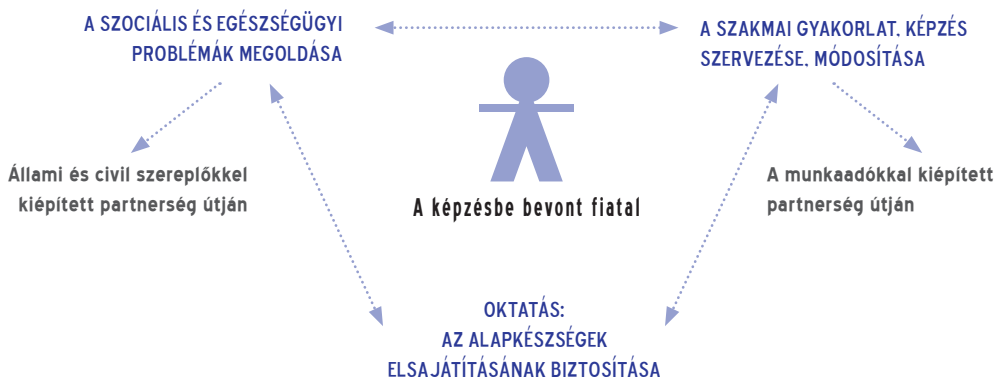 A SZOCIÁLIS ÉS EGÉSZSÉGÜGYI
PROBLÉMÁK MEGOLDÁSA
A SZAKMAI GYAKORLAT, KÉPZÉS
SZERVEZÉSE, MÓDOSÍTÁSA
Állami és civil szereplőkkel
kiépített partnerség útján
A képzésbe bevont fiatal
A munkaadókkal kiépített
partnerség útján
OKTATÁS:
AZ ALAPKÉSZSÉGEK
ELSAJÁTÍTÁSÁNAK BIZTOSÍTÁSA